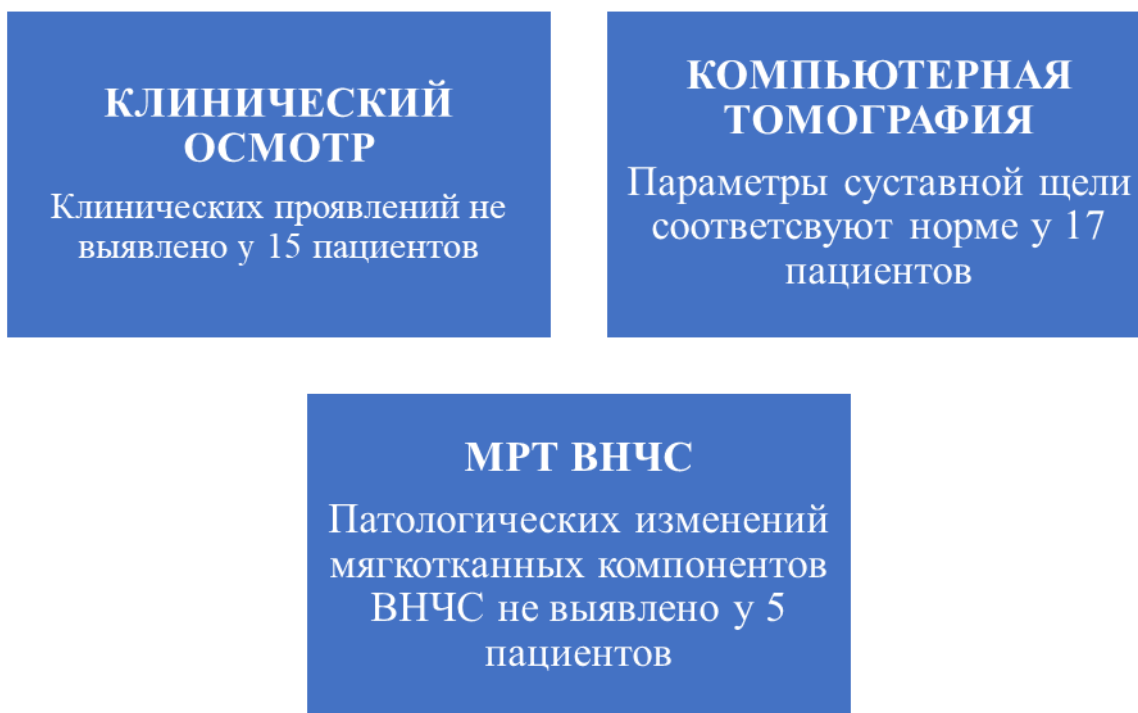 КЛИНИЧЕСКИЙ
ОСМОТР
Клинических проявлений не
выявлено у 15 пациентов
КОМПЬЮТЕРНАЯ
ТОМОГРАФИЯ
Параметры суставной щели
соответсвуют норме у 17
пациентов
МРТ ВНЧС
Патологических изменений
мягкотканных компонентов
ВНЧС не выявлено у 5
пациентов